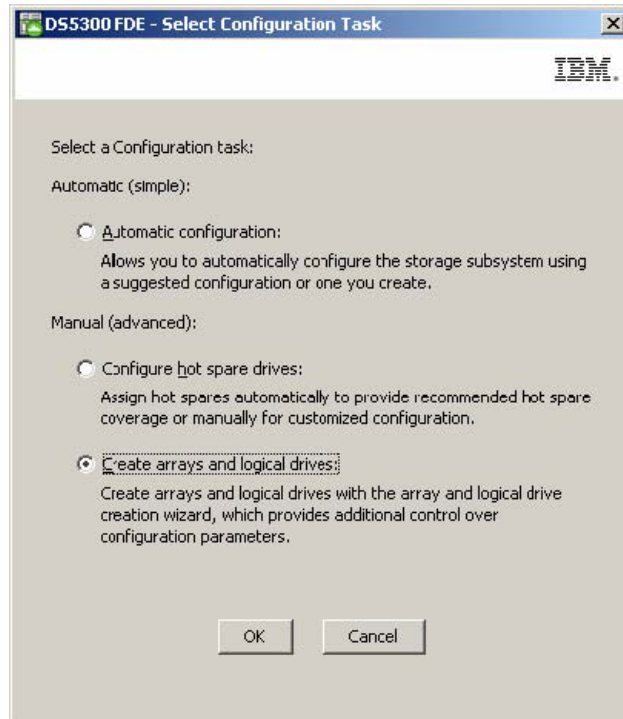 DS5300 FDE - Select Configuration Task
IBM.
Select a Configuration task:
Automatic (simple):
Automatic configuration:
Allows you to automatically configure the storage subsystem using
a suggested configuration or one you create.
Manual (advanced):
Configure hot spare drives:
Assign hot spares automatically to provide recommended hot spare
coverage or manually for customized configuration.
Create arrays and logical drives:
Create arrays and logical drives with the array and logical drive
creation wizard, which provides additional control over
configuration parameters.
OK
Cancel